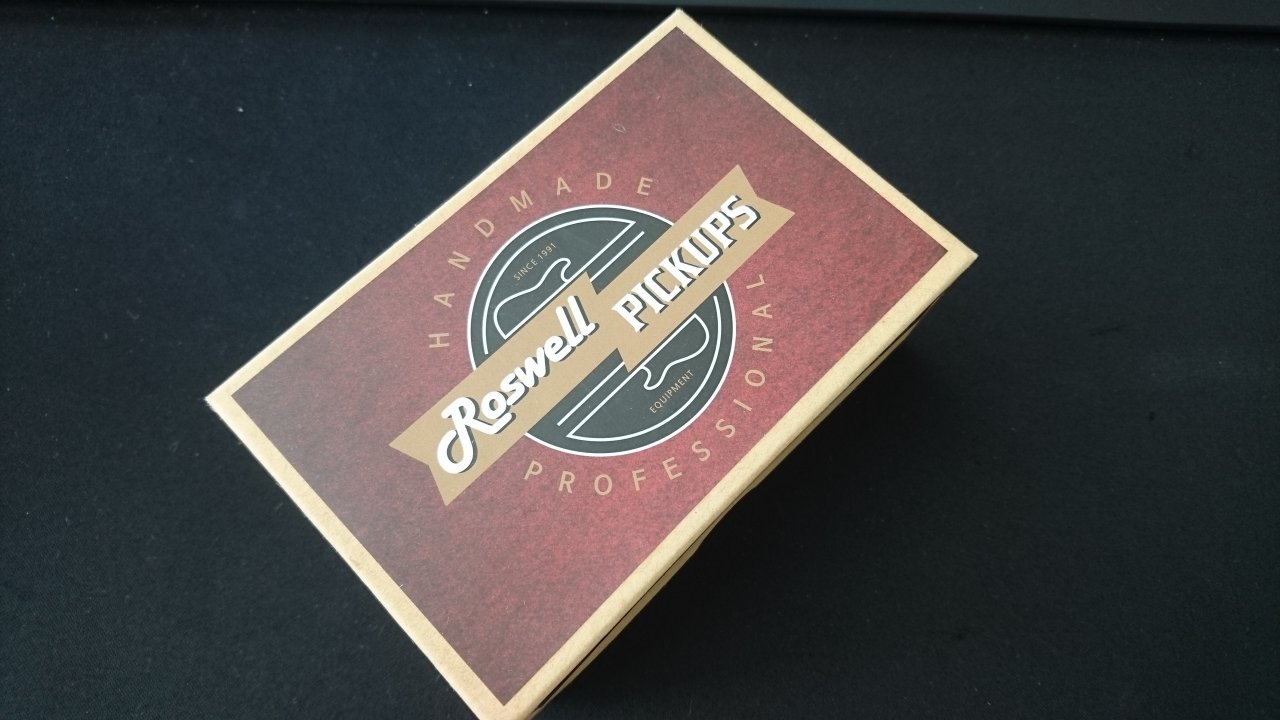 HANDMADE
SINCE 1991
Roswell PICKUPS
EQUIPMENT
PROFESSIONAL